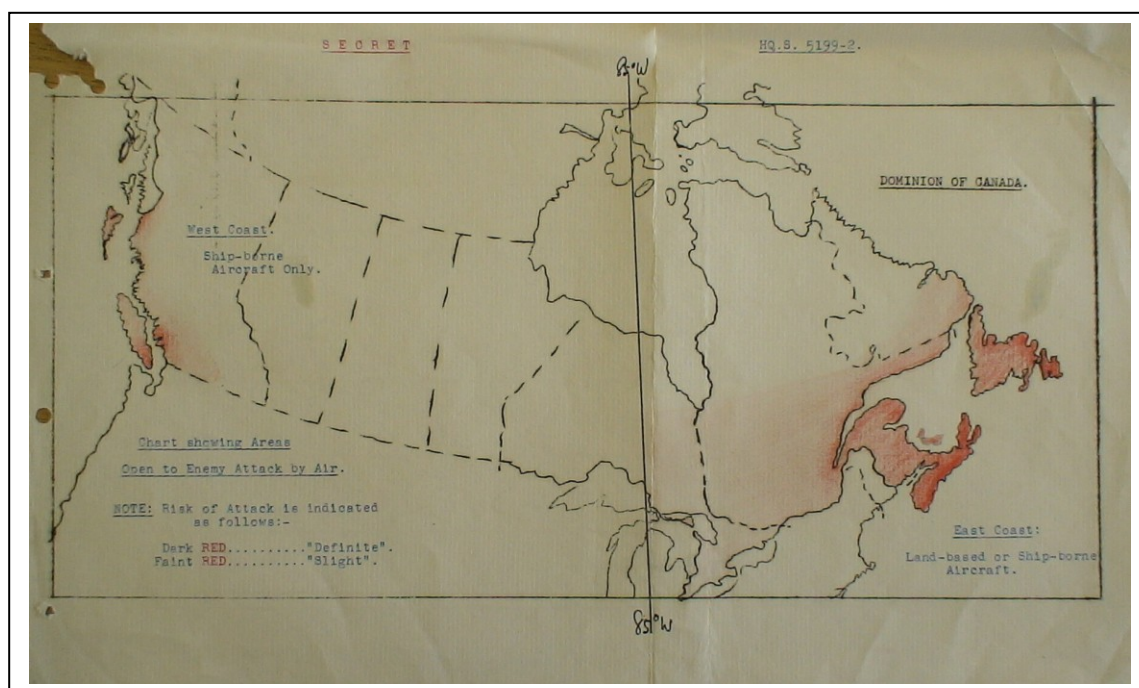 SECRET
HQ.S. 5199-2.
85°W
DOMINION OF CANADA.
West Coast.
Ship-borne
Aircraft Only.
Chart showing Areas
Open to Enemy Attack by Air.
NOTE: Risk of Attack is indicated
as follows:-
Dark RED.........."Definite".
Faint RED.........."Slight".
East Coast:
Land-based or Ship-borne
Aircraft.
85°W